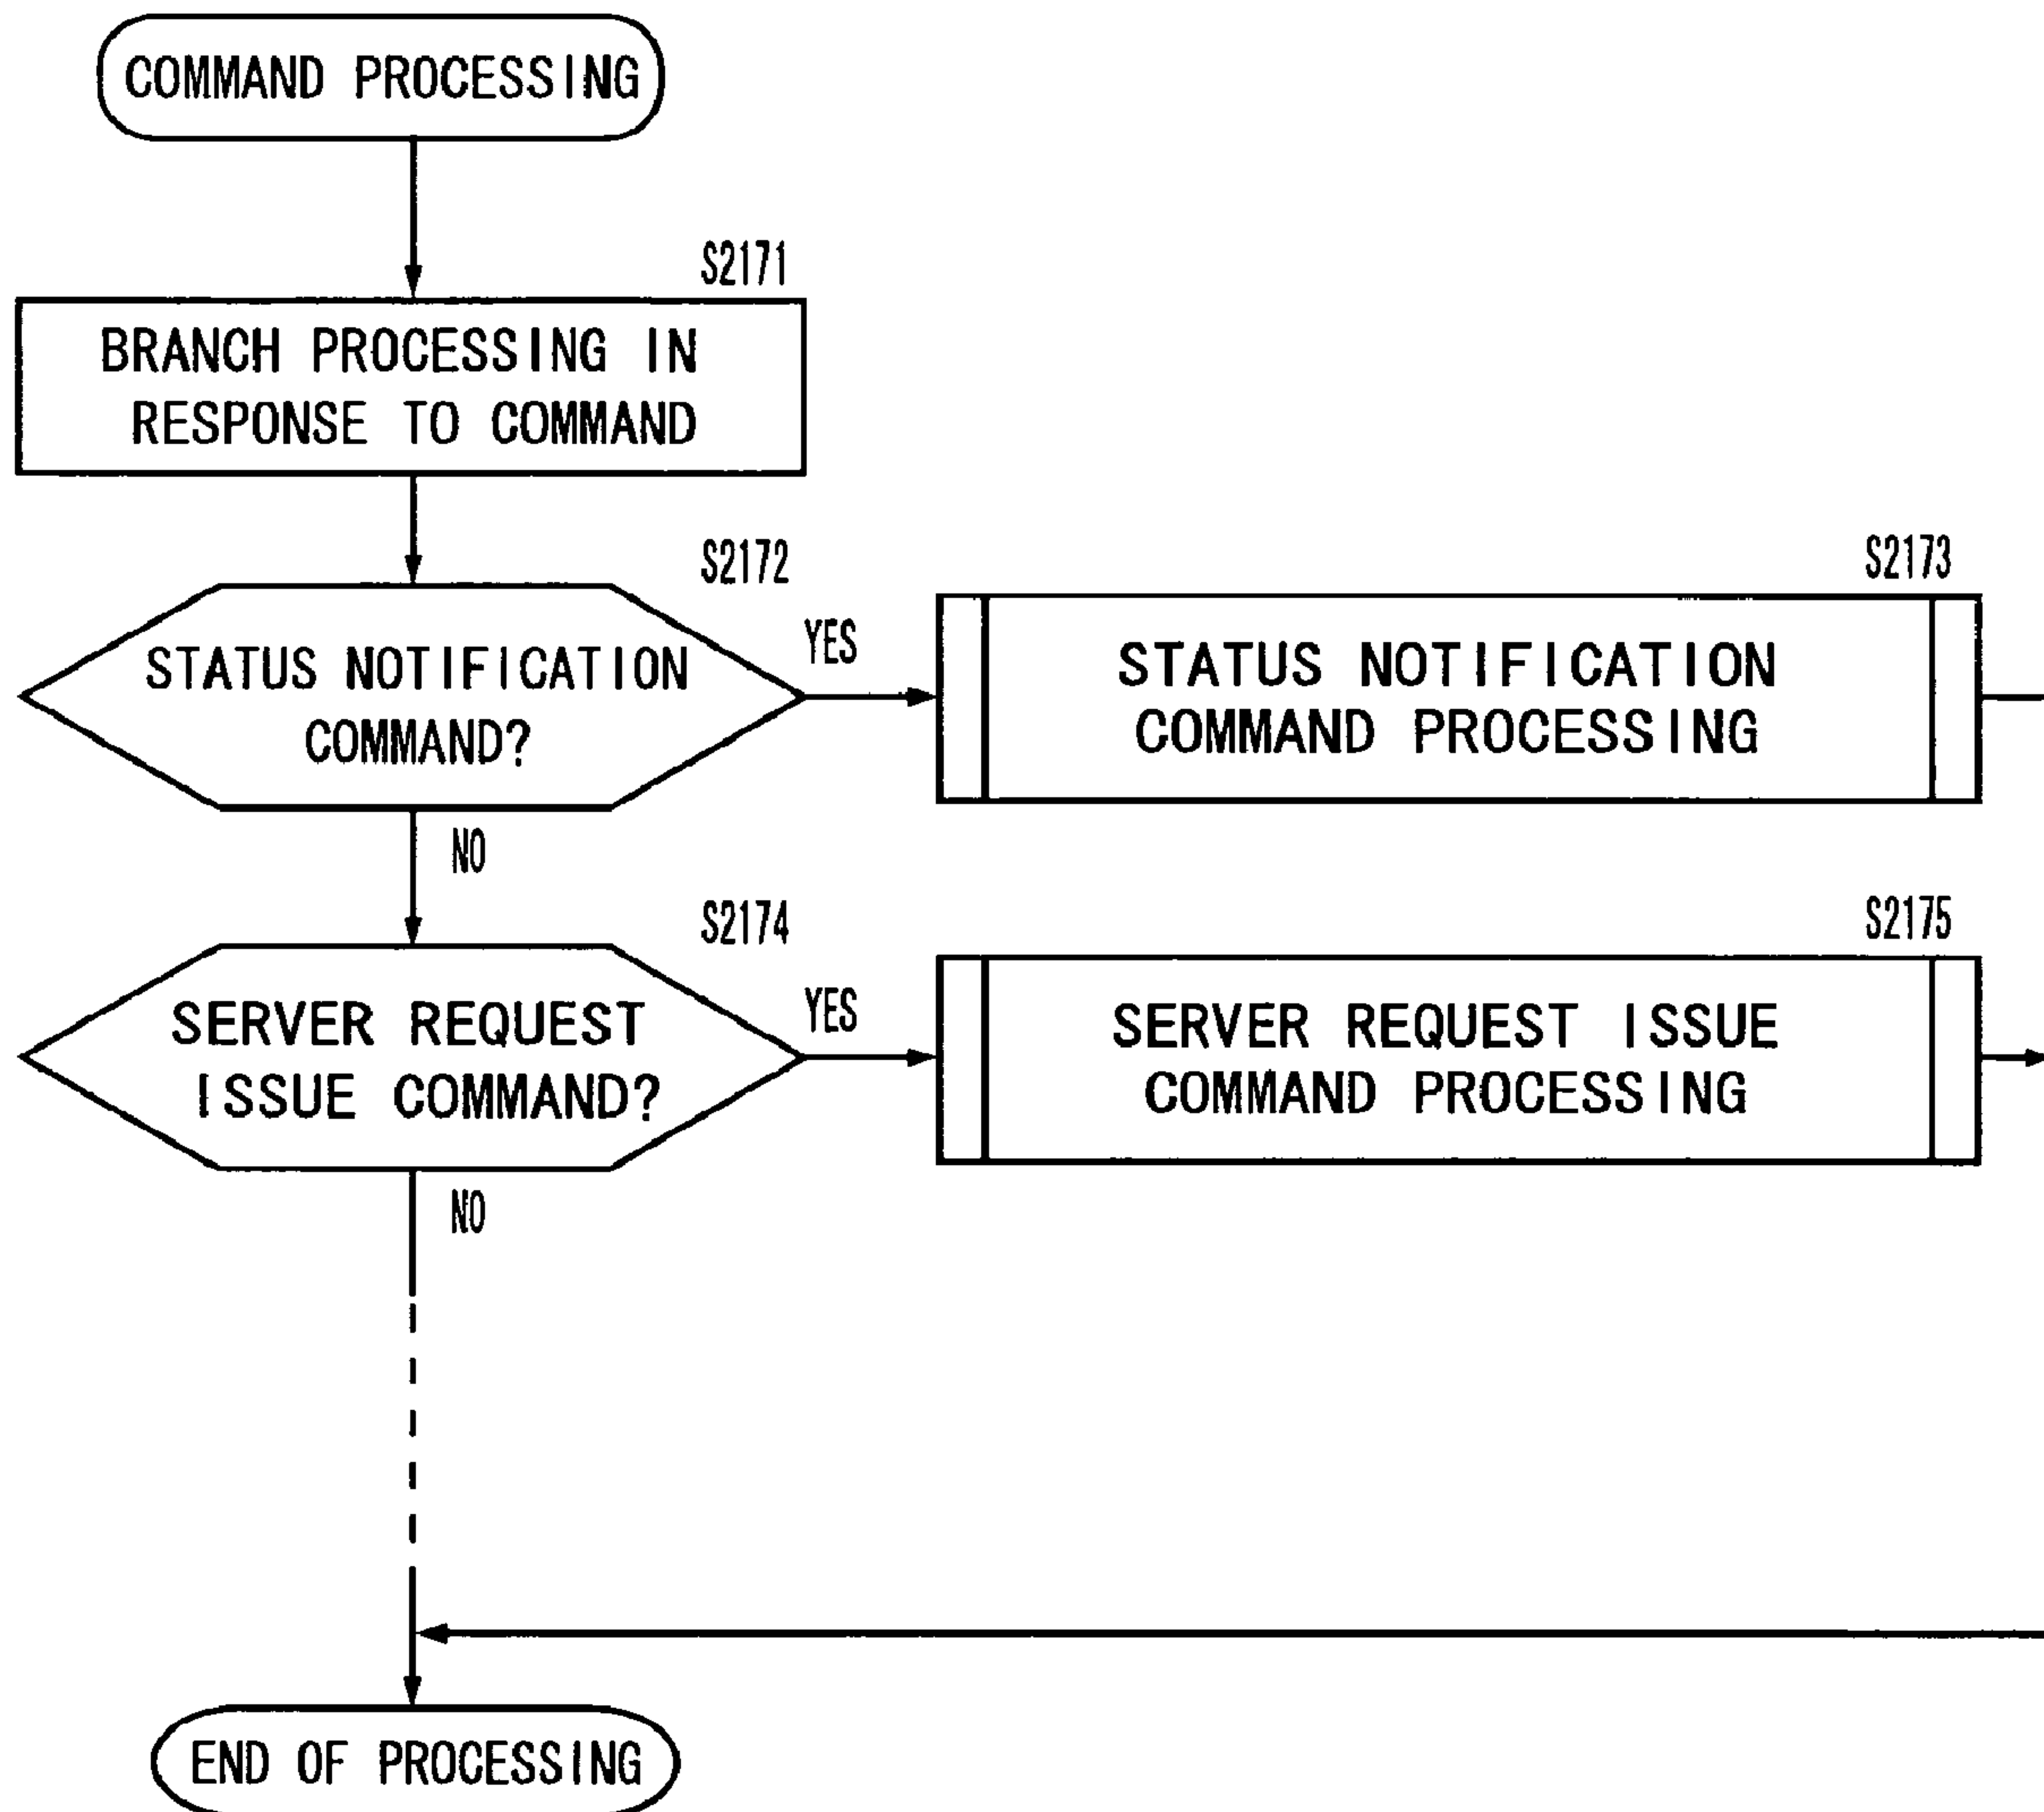 COMMAND PROCESSING
S2171
BRANCH PROCESSING IN
RESPONSE TO COMMAND
S2172
STATUS NOTIFICATION
COMMAND?
YES
S2173
STATUS NOTIFICATION
COMMAND PROCESSING
NO
S2174
SERVER REQUEST
ISSUE COMMAND?
YES
S2175
SERVER REQUEST ISSUE
COMMAND PROCESSING
NO
END OF PROCESSING